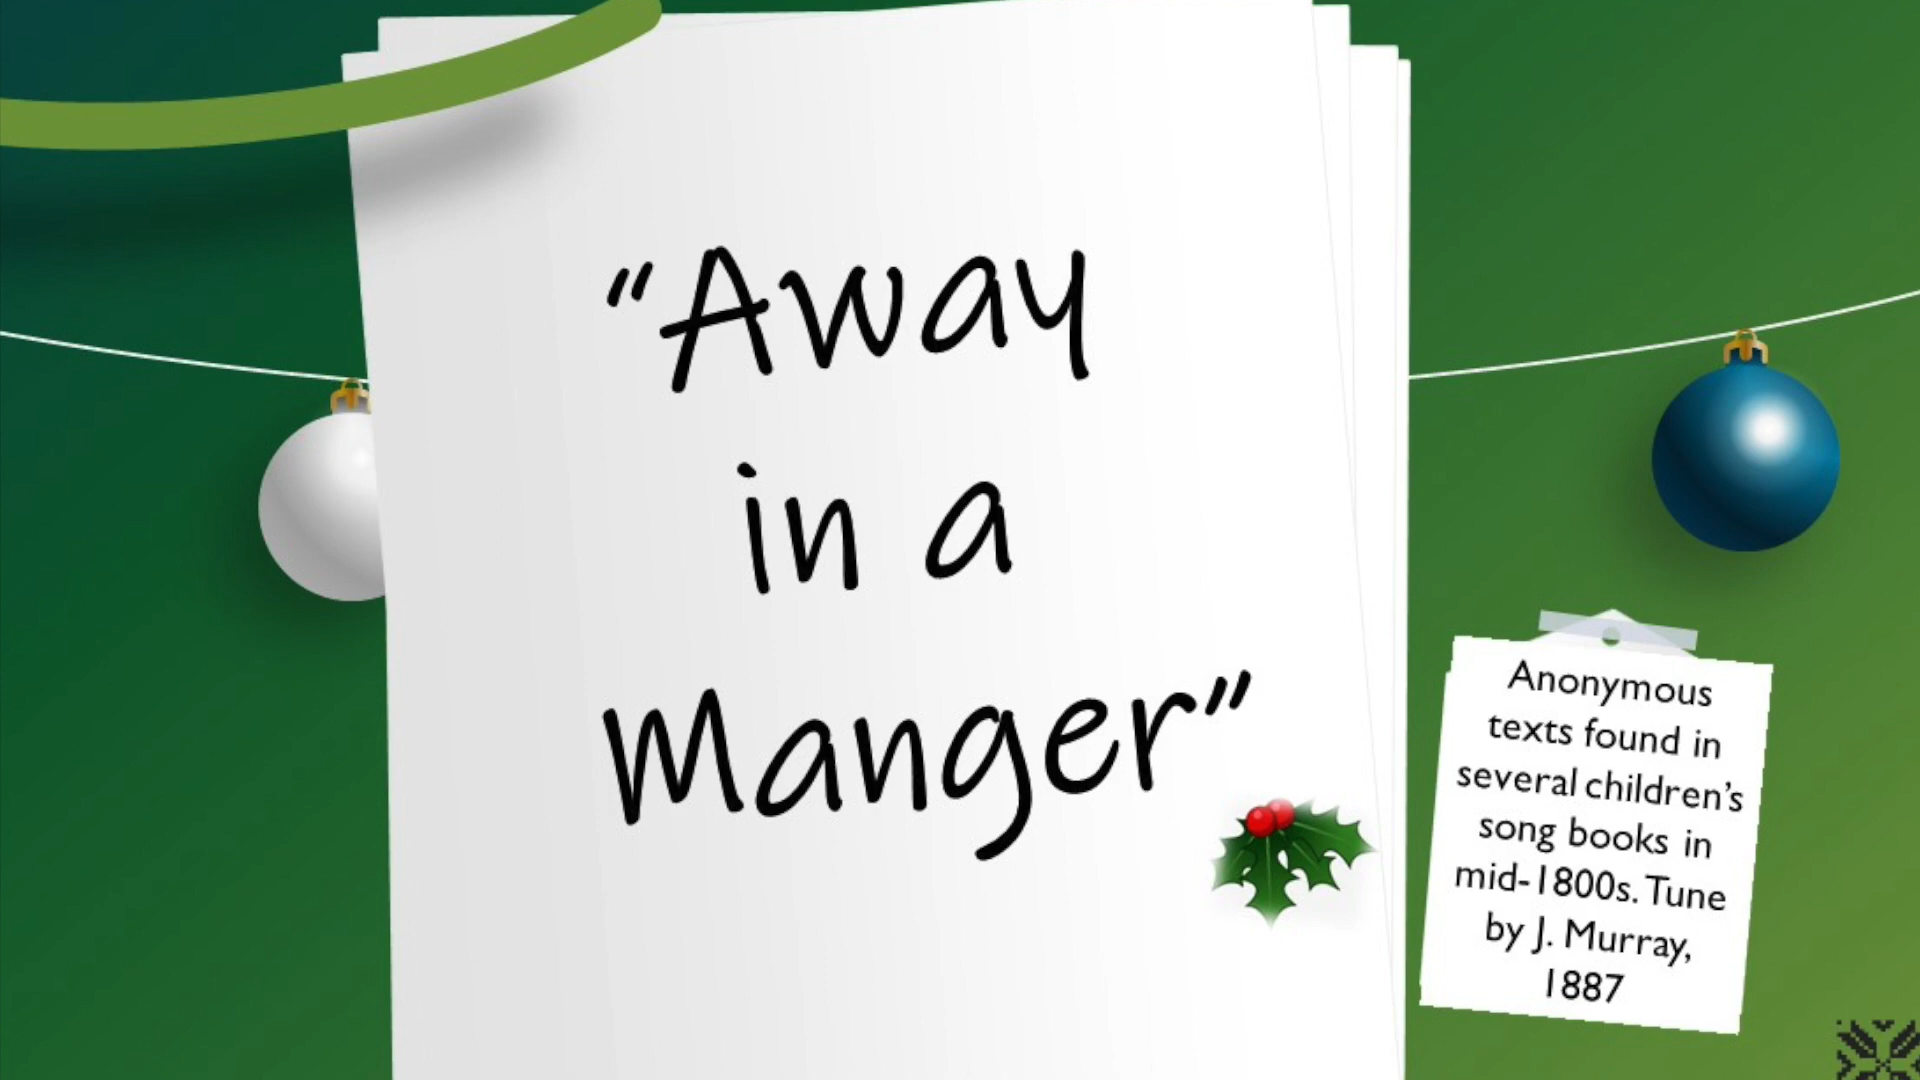 “Away
in a
Manger”
Anonymous
texts found in
several children’s
song books in
mid-1800s. Tune
by J. Murray,
1887